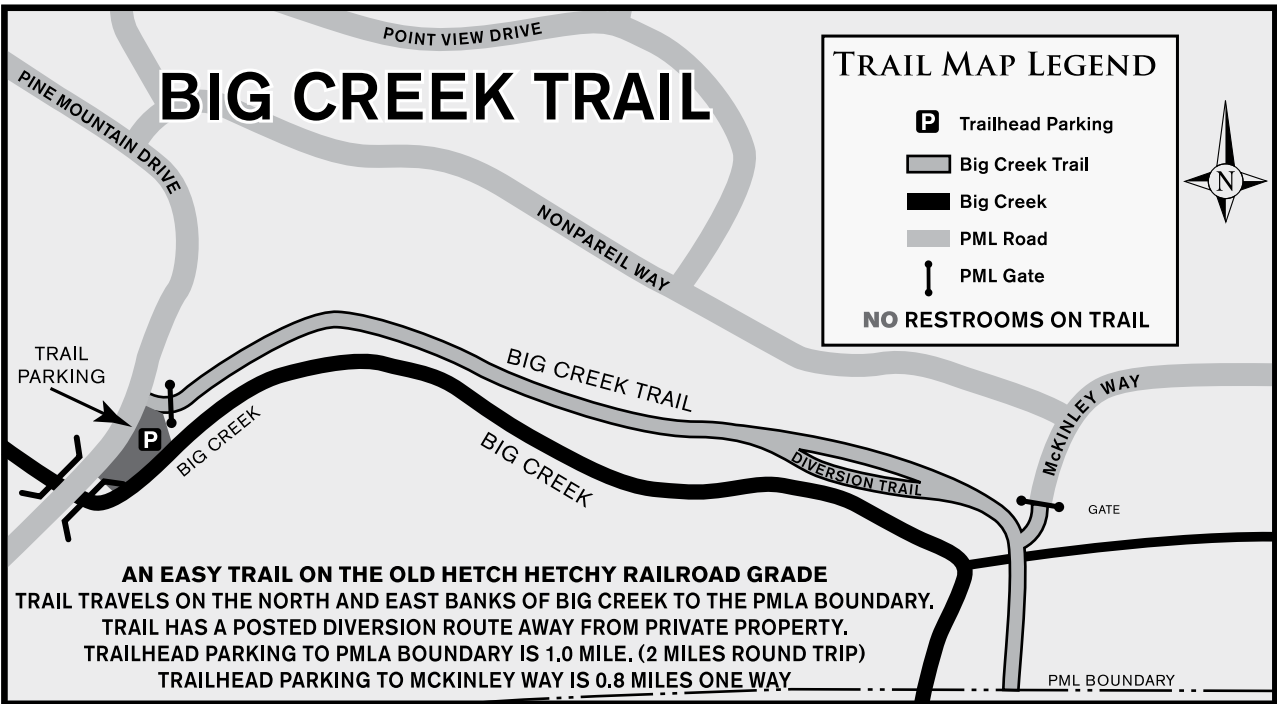 POINT VIEW DRIVE
BIG CREEK TRAIL
PINE MOUNTAIN DRIVE
NONPAREIL WAY
TRAIL MAP LEGEND
P
Trailhead Parking
Big Creek Trail
Big Creek
PML Road
PML Gate
NO RESTROOMS ON TRAIL
N
TRAIL
PARKING
P
BIG CREEK
BIG CREEK TRAIL
BIG CREEK
DIVERSION TRAIL
McKINLEY WAY
GATE
AN EASY TRAIL ON THE OLD HETCH HETCHY RAILROAD GRADE
TRAIL TRAVELS ON THE NORTH AND EAST BANKS OF BIG CREEK TO THE PMLA BOUNDARY.
TRAIL HAS A POSTED DIVERSION ROUTE AWAY FROM PRIVATE PROPERTY.
TRAILHEAD PARKING TO PMLA BOUNDARY IS 1.0 MILE. (2 MILES ROUND TRIP)
TRAILHEAD PARKING TO MCKINLEY WAY IS 0.8 MILES ONE WAY
PML BOUNDARY